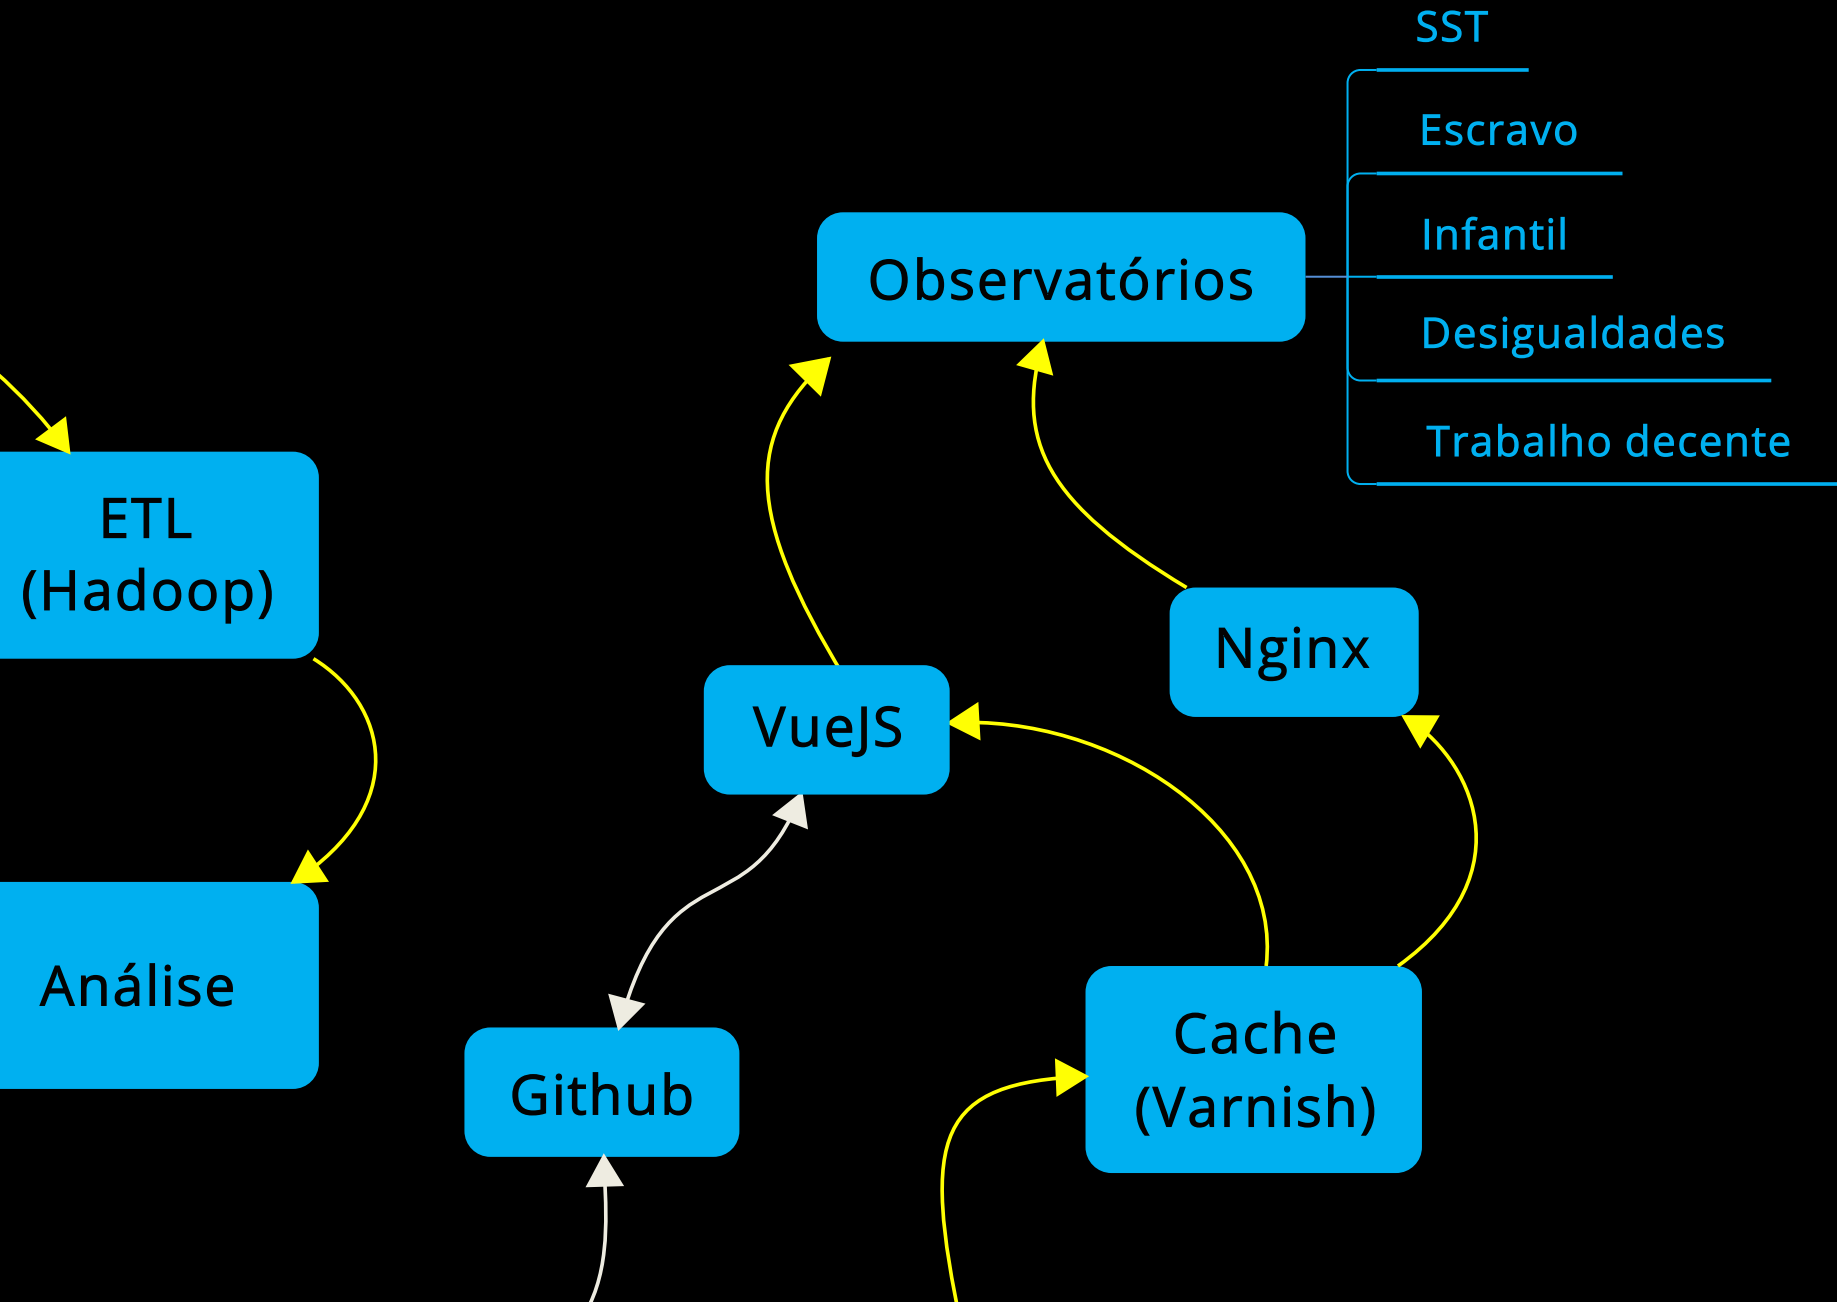 SST
Escravo
Infantil
Desigualdades
Trabalho decente
Observatórios
ETL
(Hadoop)
Nginx
VueJS
Análise
Github
Cache
(Varnish)